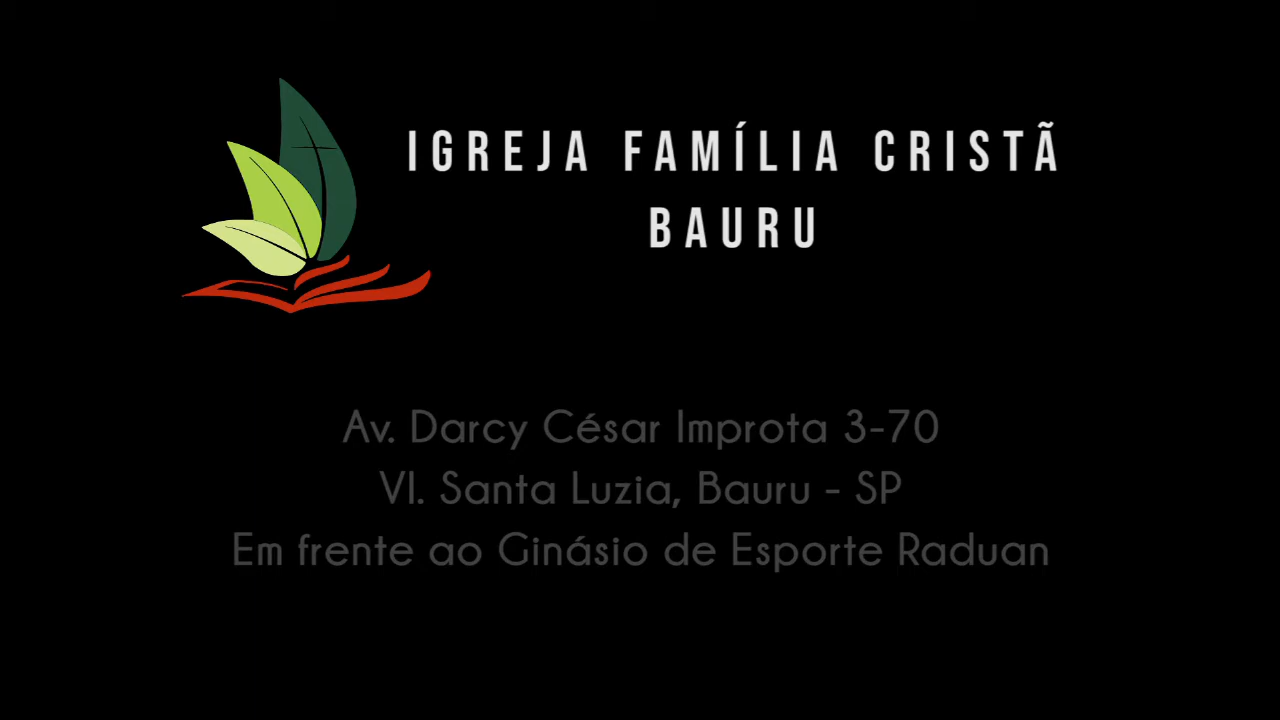 IGREJA FAMÍLIA CRISTÃ
BAURU
Av. Darcy César Improta 3-70
Vl. Santa Luzia, Bauru - SP
Em frente ao Ginásio de Esporte Raduan